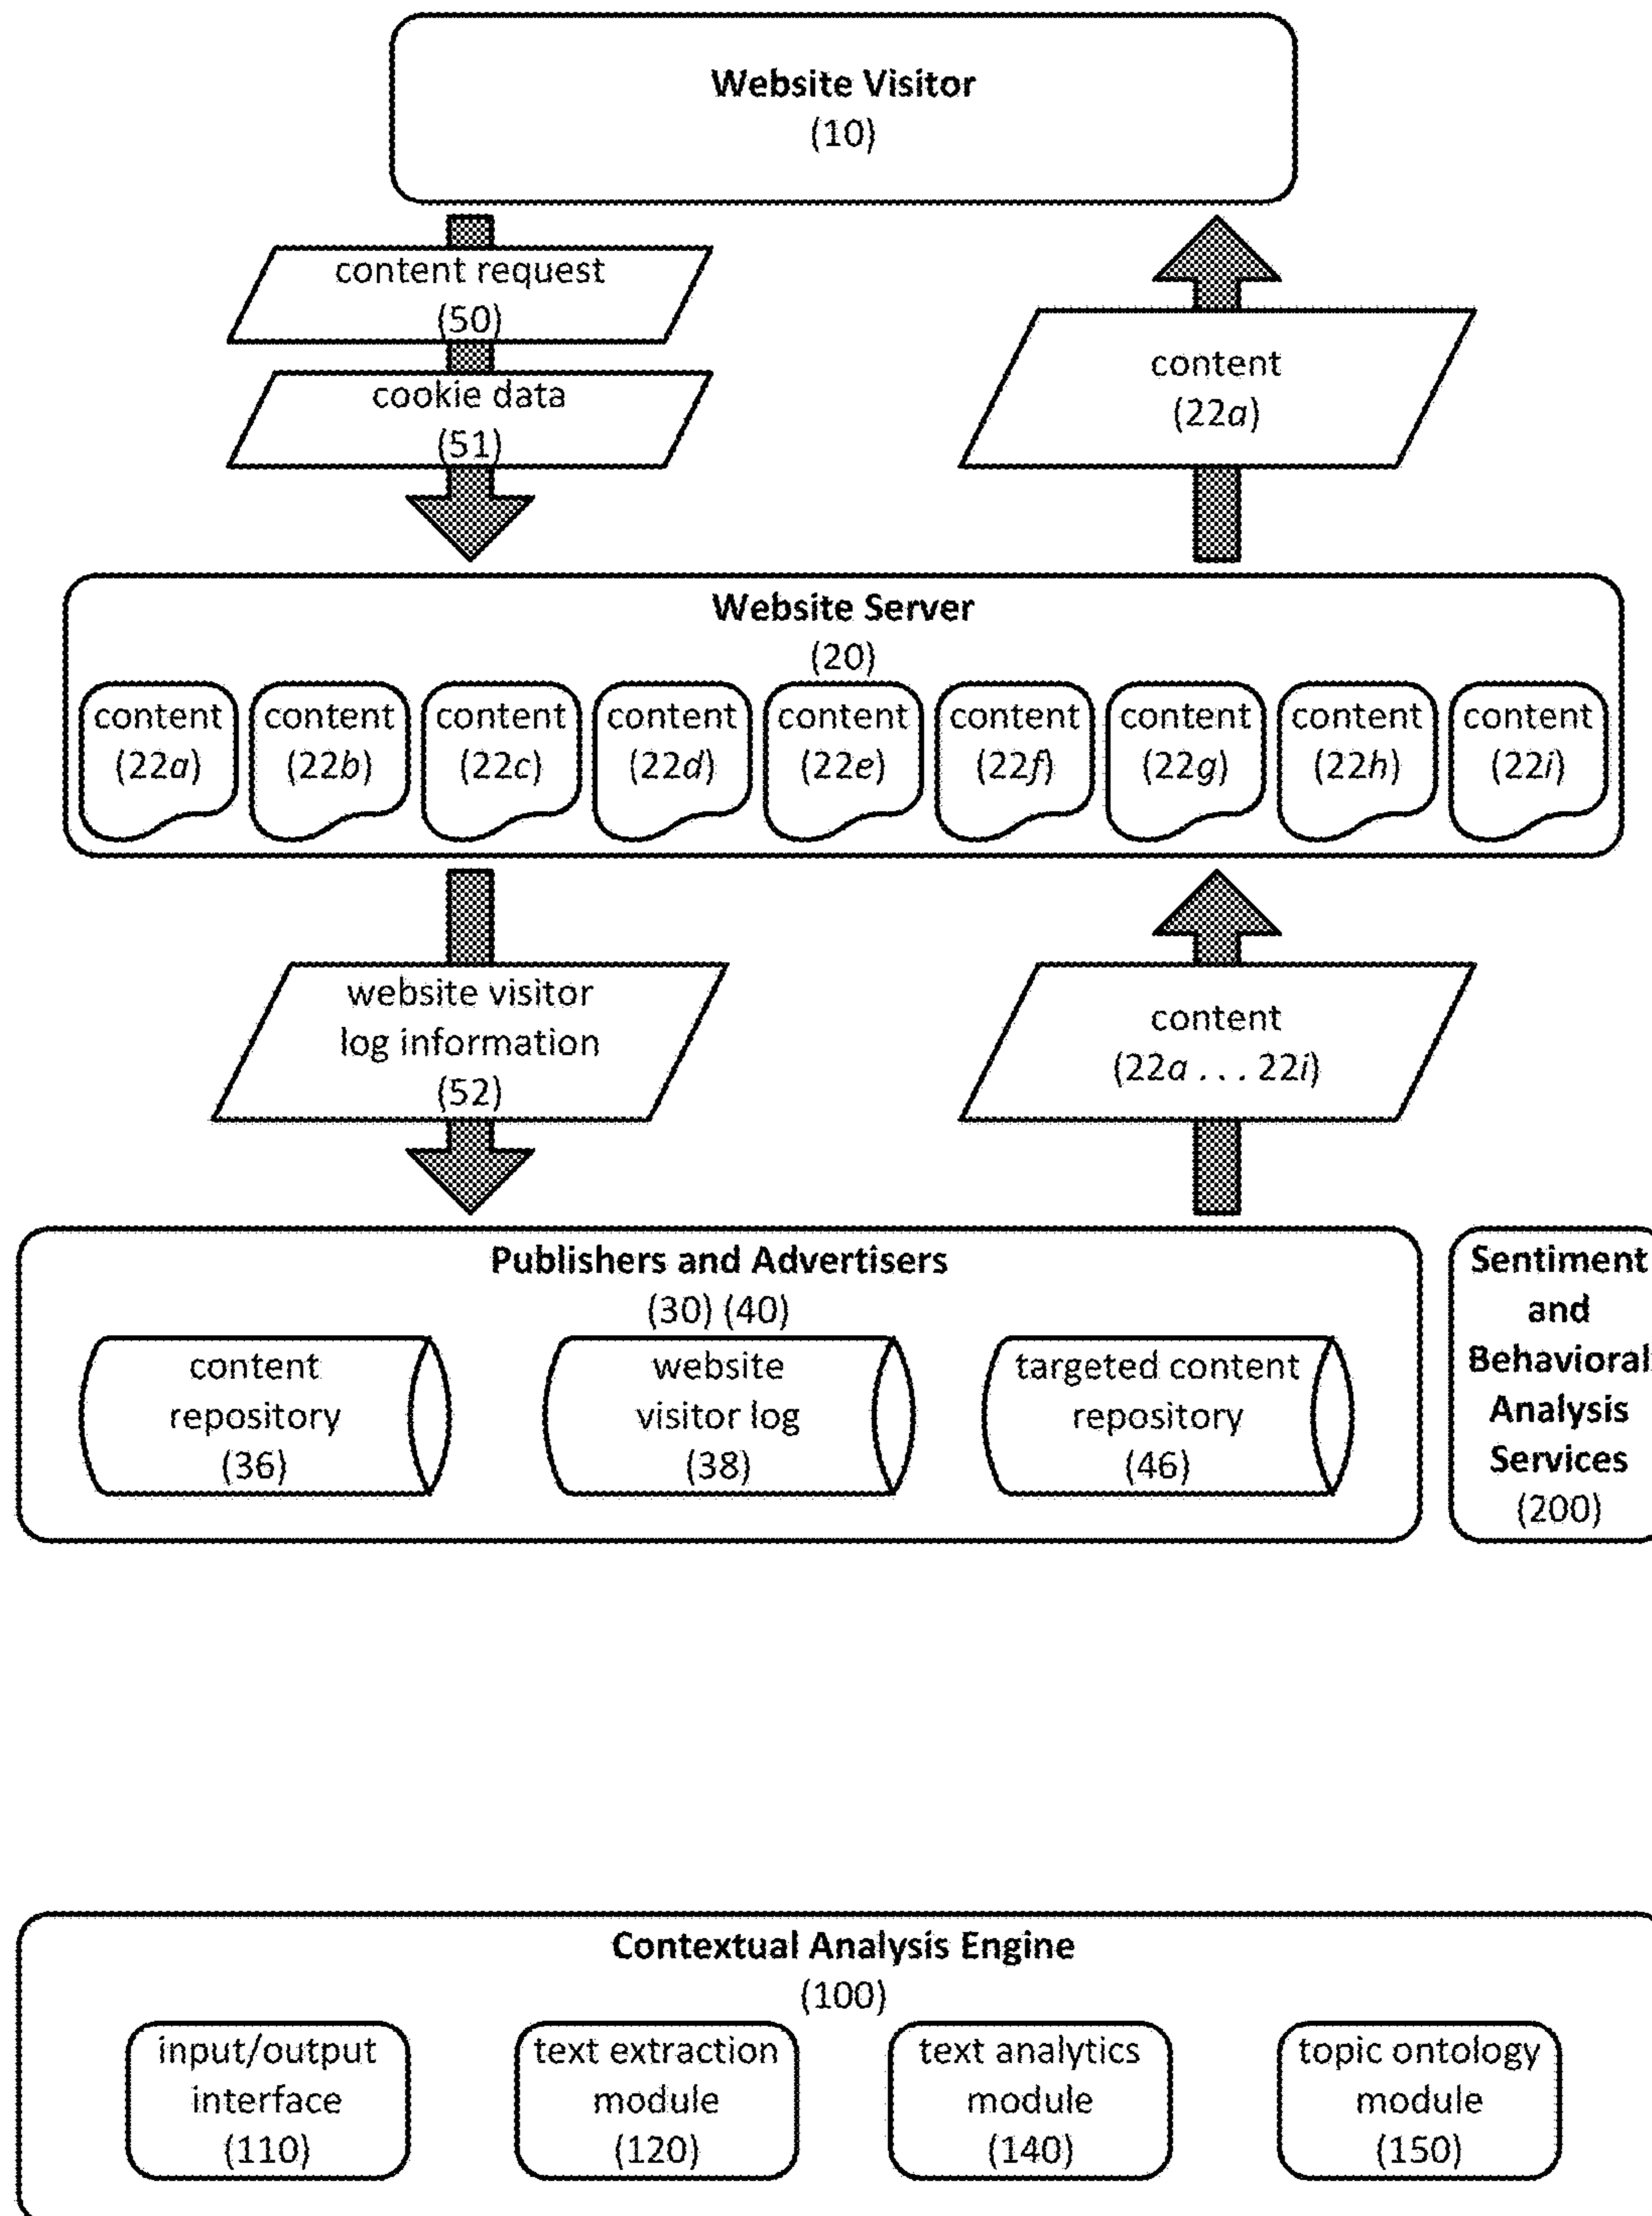 Website Visitor
(10)
content request
(50)
cookie data
(51)
content
(22a)
Website Server
(20)
content
(22a)
content
(22b)
content
(22c)
content
(22d)
content
(22e)
content
(22f)
content
(22g)
content
(22h)
content
(22i)
website visitor
log information
(52)
content
(22a . . . 22i)
Publishers and Advertisers
(30) (40)
content
repository
(36)
website
visitor log
(38)
targeted content
repository
(46)
Sentiment
and
Behavioral
Analysis
Services
(200)
Contextual Analysis Engine
(100)
input/output
interface
(110)
text extraction
module
(120)
text analytics
module
(140)
topic ontology
module
(150)